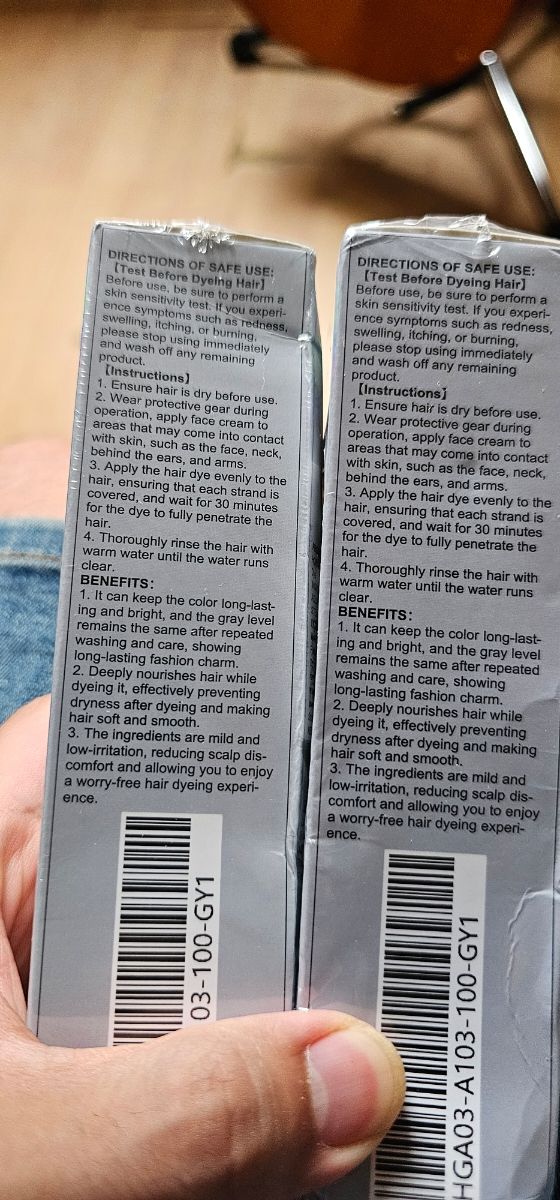 DIRECTIONS OF SAFE USE:
【Test Before Dyeing Hair】
Before use, be sure to perform a
skin sensitivity test. If you experi-
ence symptoms such as redness,
swelling, itching, or burning,
please stop using immediately
and wash off any remaining
product.
【Instructions】
1. Ensure hair is dry before use.
2. Wear protective gear during
operation, apply face cream to
areas that may come into contact
with skin, such as the face, neck,
behind the ears, and arms.
3. Apply the hair dye evenly to the
hair, ensuring that each strand is
covered, and wait for 30 minutes
for the dye to fully penetrate the
hair.
4. Thoroughly rinse the hair with
warm water until the water runs
clear.
BENEFITS:
1. It can keep the color long-last-
ing and bright, and the gray level
remains the same after repeated
washing and care, showing
long-lasting fashion charm.
2. Deeply nourishes hair while
dyeing it, effectively preventing
dryness after dyeing and making
hair soft and smooth.
3. The ingredients are mild and
low-irritation, reducing scalp dis-
comfort and allowing you to enjoy
a worry-free hair dyeing experi-
ence.
03-100-GY1
DIRECTIONS OF SAFE USE:
【Test Before Dyeing Hair】
Before use, be sure to perform a
skin sensitivity test. If you experi-
ence symptoms such as redness,
swelling, itching, or burning,
please stop using immediately
and wash off any remaining
product.
【Instructions】
1. Ensure hair is dry before use.
2. Wear protective gear during
operation, apply face cream to
areas that may come into contact
with skin, such as the face, neck,
behind the ears, and arms.
3. Apply the hair dye evenly to the
hair, ensuring that each strand is
covered, and wait for 30 minutes
for the dye to fully penetrate the
hair.
4. Thoroughly rinse the hair with
warm water until the water runs
clear.
BENEFITS:
1. It can keep the color long-last-
ing and bright, and the gray level
remains the same after repeated
washing and care, showing
long-lasting fashion charm.
2. Deeply nourishes hair while
dyeing it, effectively preventing
dryness after dyeing and making
hair soft and smooth.
3. The ingredients are mild and
low-irritation, reducing scalp dis-
comfort and allowing you to enjoy
a worry-free hair dyeing experi-
ence.
HGA03-A103-100-GY1